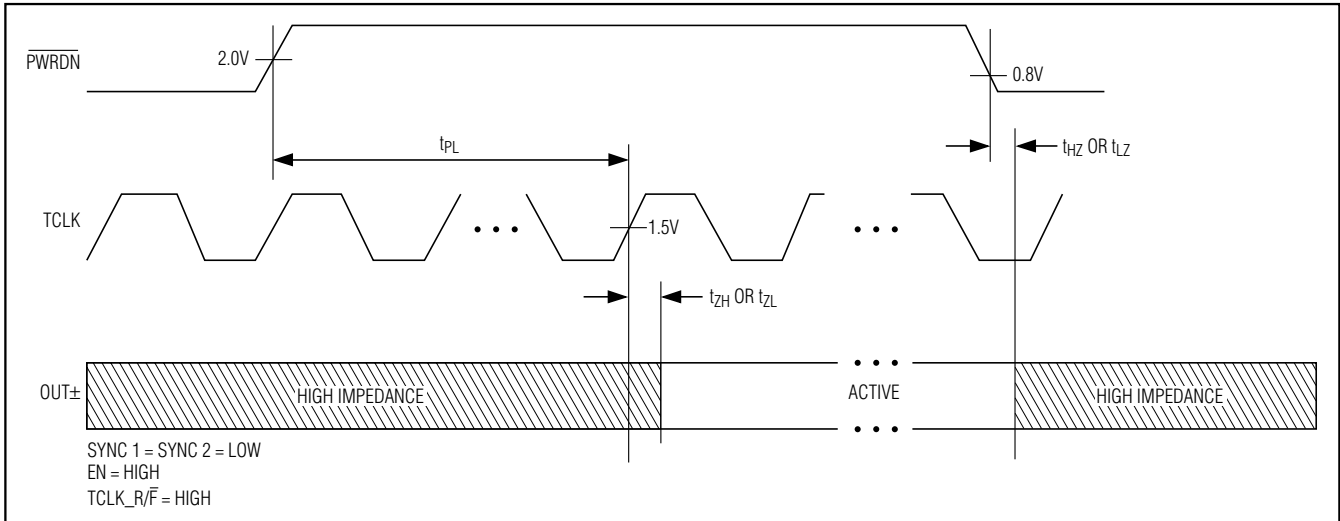 P̅W̅R̅D̅N̅
2.0V
0.8V
tPL
tHZ OR tLZ
TCLK
1.5V
tZH OR tZL
OUT±
HIGH IMPEDANCE
ACTIVE
HIGH IMPEDANCE
SYNC 1 = SYNC 2 = LOW
EN = HIGH
TCLK_R/F̅ = HIGH